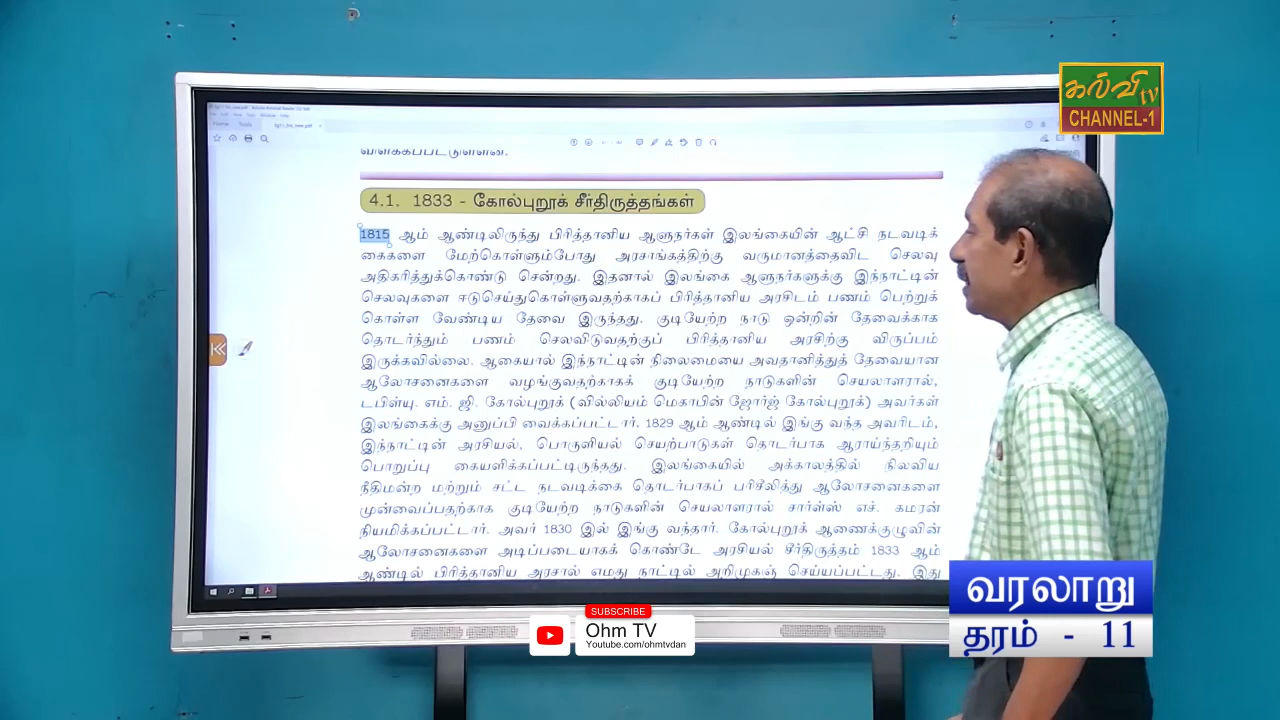 கல்வி tv
CHANNEL-1
4.1. 1833 - கோல்புறூக் சீர்திருத்தங்கள்
1815 ஆம் ஆண்டிலிருந்து பிரித்தானிய ஆளுநர்கள் இலங்கையின் ஆட்சி நடவடிக்
கைகளை மேற்கொள்ளும்போது அரசாங்கத்திற்கு வருமானத்தைவிட செலவு
அதிகரித்துக்கொண்டு சென்றது. இதனால் இலங்கை ஆளுநர்களுக்கு இந்நாட்டின்
செலவுகளை ஈடுசெய்துகொள்ளுவதற்காகப் பிரித்தானிய அரசிடம் பணம் பெற்றுக்
கொள்ள வேண்டிய தேவை இருந்தது. குடியேற்ற நாடு ஒன்றின் தேவைக்காக
தொடர்ந்தும் பணம் செலவிடுவதற்குப் பிரித்தானிய அரசிற்கு விருப்பம்
இருக்கவில்லை. ஆகையால் இந்நாட்டின் நிலைமையை அவதானித்துத் தேவையான
ஆலோசனைகளை வழங்குவதற்காகக் குடியேற்ற நாடுகளின் செயலாளரால்,
டபிள்யு. எம். ஜி. கோல்புறூக் (வில்லியம் மெகாபின் ஜோர்ஜ் கோல்புறூக்) அவர்கள்
இலங்கைக்கு அனுப்பி வைக்கப்பட்டார். 1829 ஆம் ஆண்டில் இங்கு வந்த அவரிடம்,
இந்நாட்டின் அரசியல், பொருளியல் செயற்பாடுகள் தொடர்பாக ஆராய்ந்தறியும்
பொறுப்பு கையளிக்கப்பட்டிருந்தது. இலங்கையில் அக்காலத்தில் நிலவிய
நீதிமன்ற மற்றும் சட்ட நடவடிக்கை தொடர்பாகப் பரிசீலித்து ஆலோசனைகளை
முன்வைப்பதற்காக குடியேற்ற நாடுகளின் செயலாளரால் சார்ள்ஸ் எச். கமரன்
நியமிக்கப்பட்டார். அவர் 1830 இல் இங்கு வந்தார். கோல்புறூக் ஆணைக்குழுவின்
ஆலோசனைகளை அடிப்படையாகக் கொண்டே அரசியல் சீர்திருத்தம் 1833 ஆம்
ஆண்டில் பிரித்தானிய அரசால் எமது நாட்டில் அறிமுகஞ் செய்யப்பட்டது. இது
வரலாறு
தரம் - 11
SUBSCRIBE
Ohm TV
Youtube.com/ohmtvdan